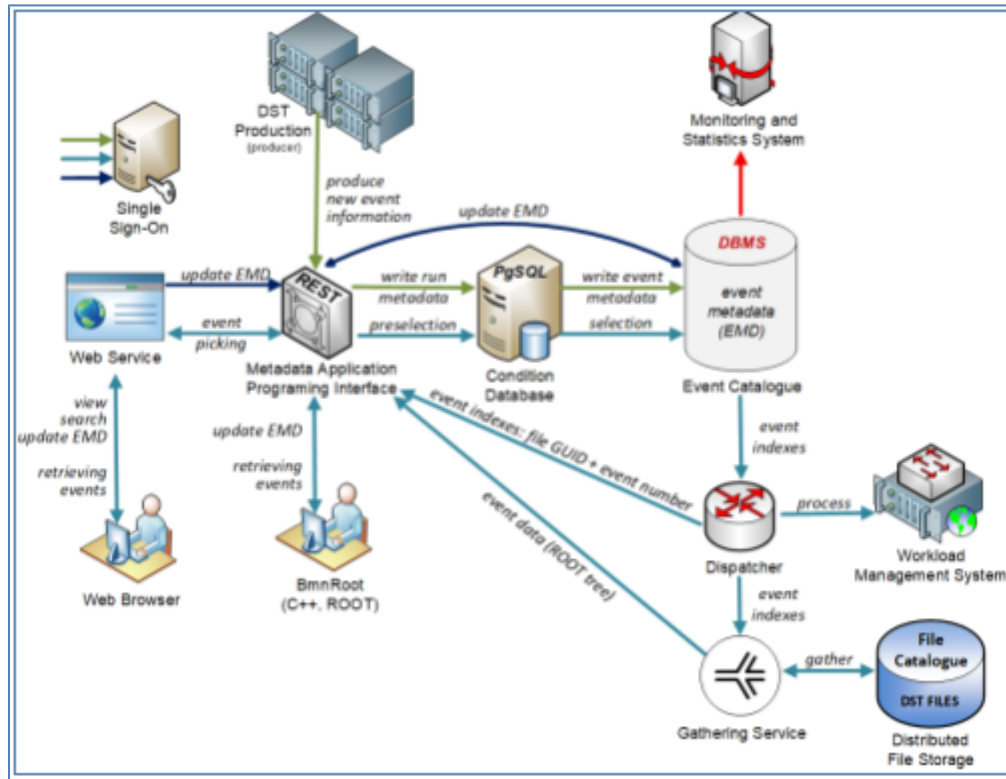 DST
Production
(producer)
Monitoring and
Statistics System
Single
Sign-On
produce
new event
information
update EMD
DBMS
event
metadata
(EMD)
Event Catalogue
update EMD
REST
write run
metadata
PgSQL
write event
metadata
event
picking
preselection
selection
Web Service
Metadata Application
Programing Interface
Condition
Database
view
search
update EMD
retrieving
events
update EMD
retrieving
events
event indexes: file GUID + event number
event data (ROOT tree)
event
indexes
process
Dispatcher
Workload
Management System
Web Browser
BmnRoot
(C++, ROOT)
event
indexes
gather
File
Catalogue
DST FILES
Gathering Service
Distributed
File Storage